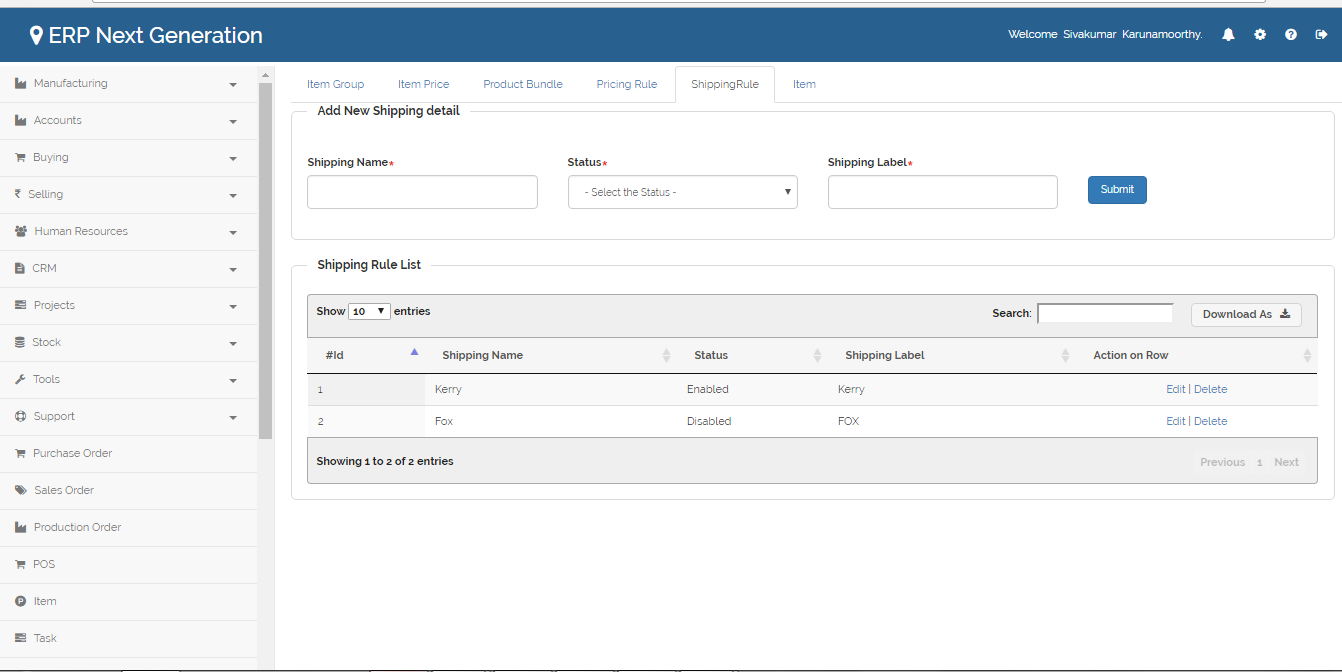 ERP Next Generation
Welcome Sivakumar Karunamoorthy.
Manufacturing
Accounts
Buying
Selling
Human Resources
CRM
Projects
Stock
Tools
Support
Purchase Order
Sales Order
Production Order
POS
Item
Task
Item Group Item Price Product Bundle Pricing Rule ShippingRule Item
Add New Shipping detail
Shipping Name* Status* Shipping Label*
- Select the Status - Submit
Shipping Rule List
Show 10 entries Search: Download As
#Id Shipping Name Status Shipping Label Action on Row
1 Kerry Enabled Kerry Edit | Delete
2 Fox Disabled FOX Edit | Delete
Showing 1 to 2 of 2 entries Previous 1 Next